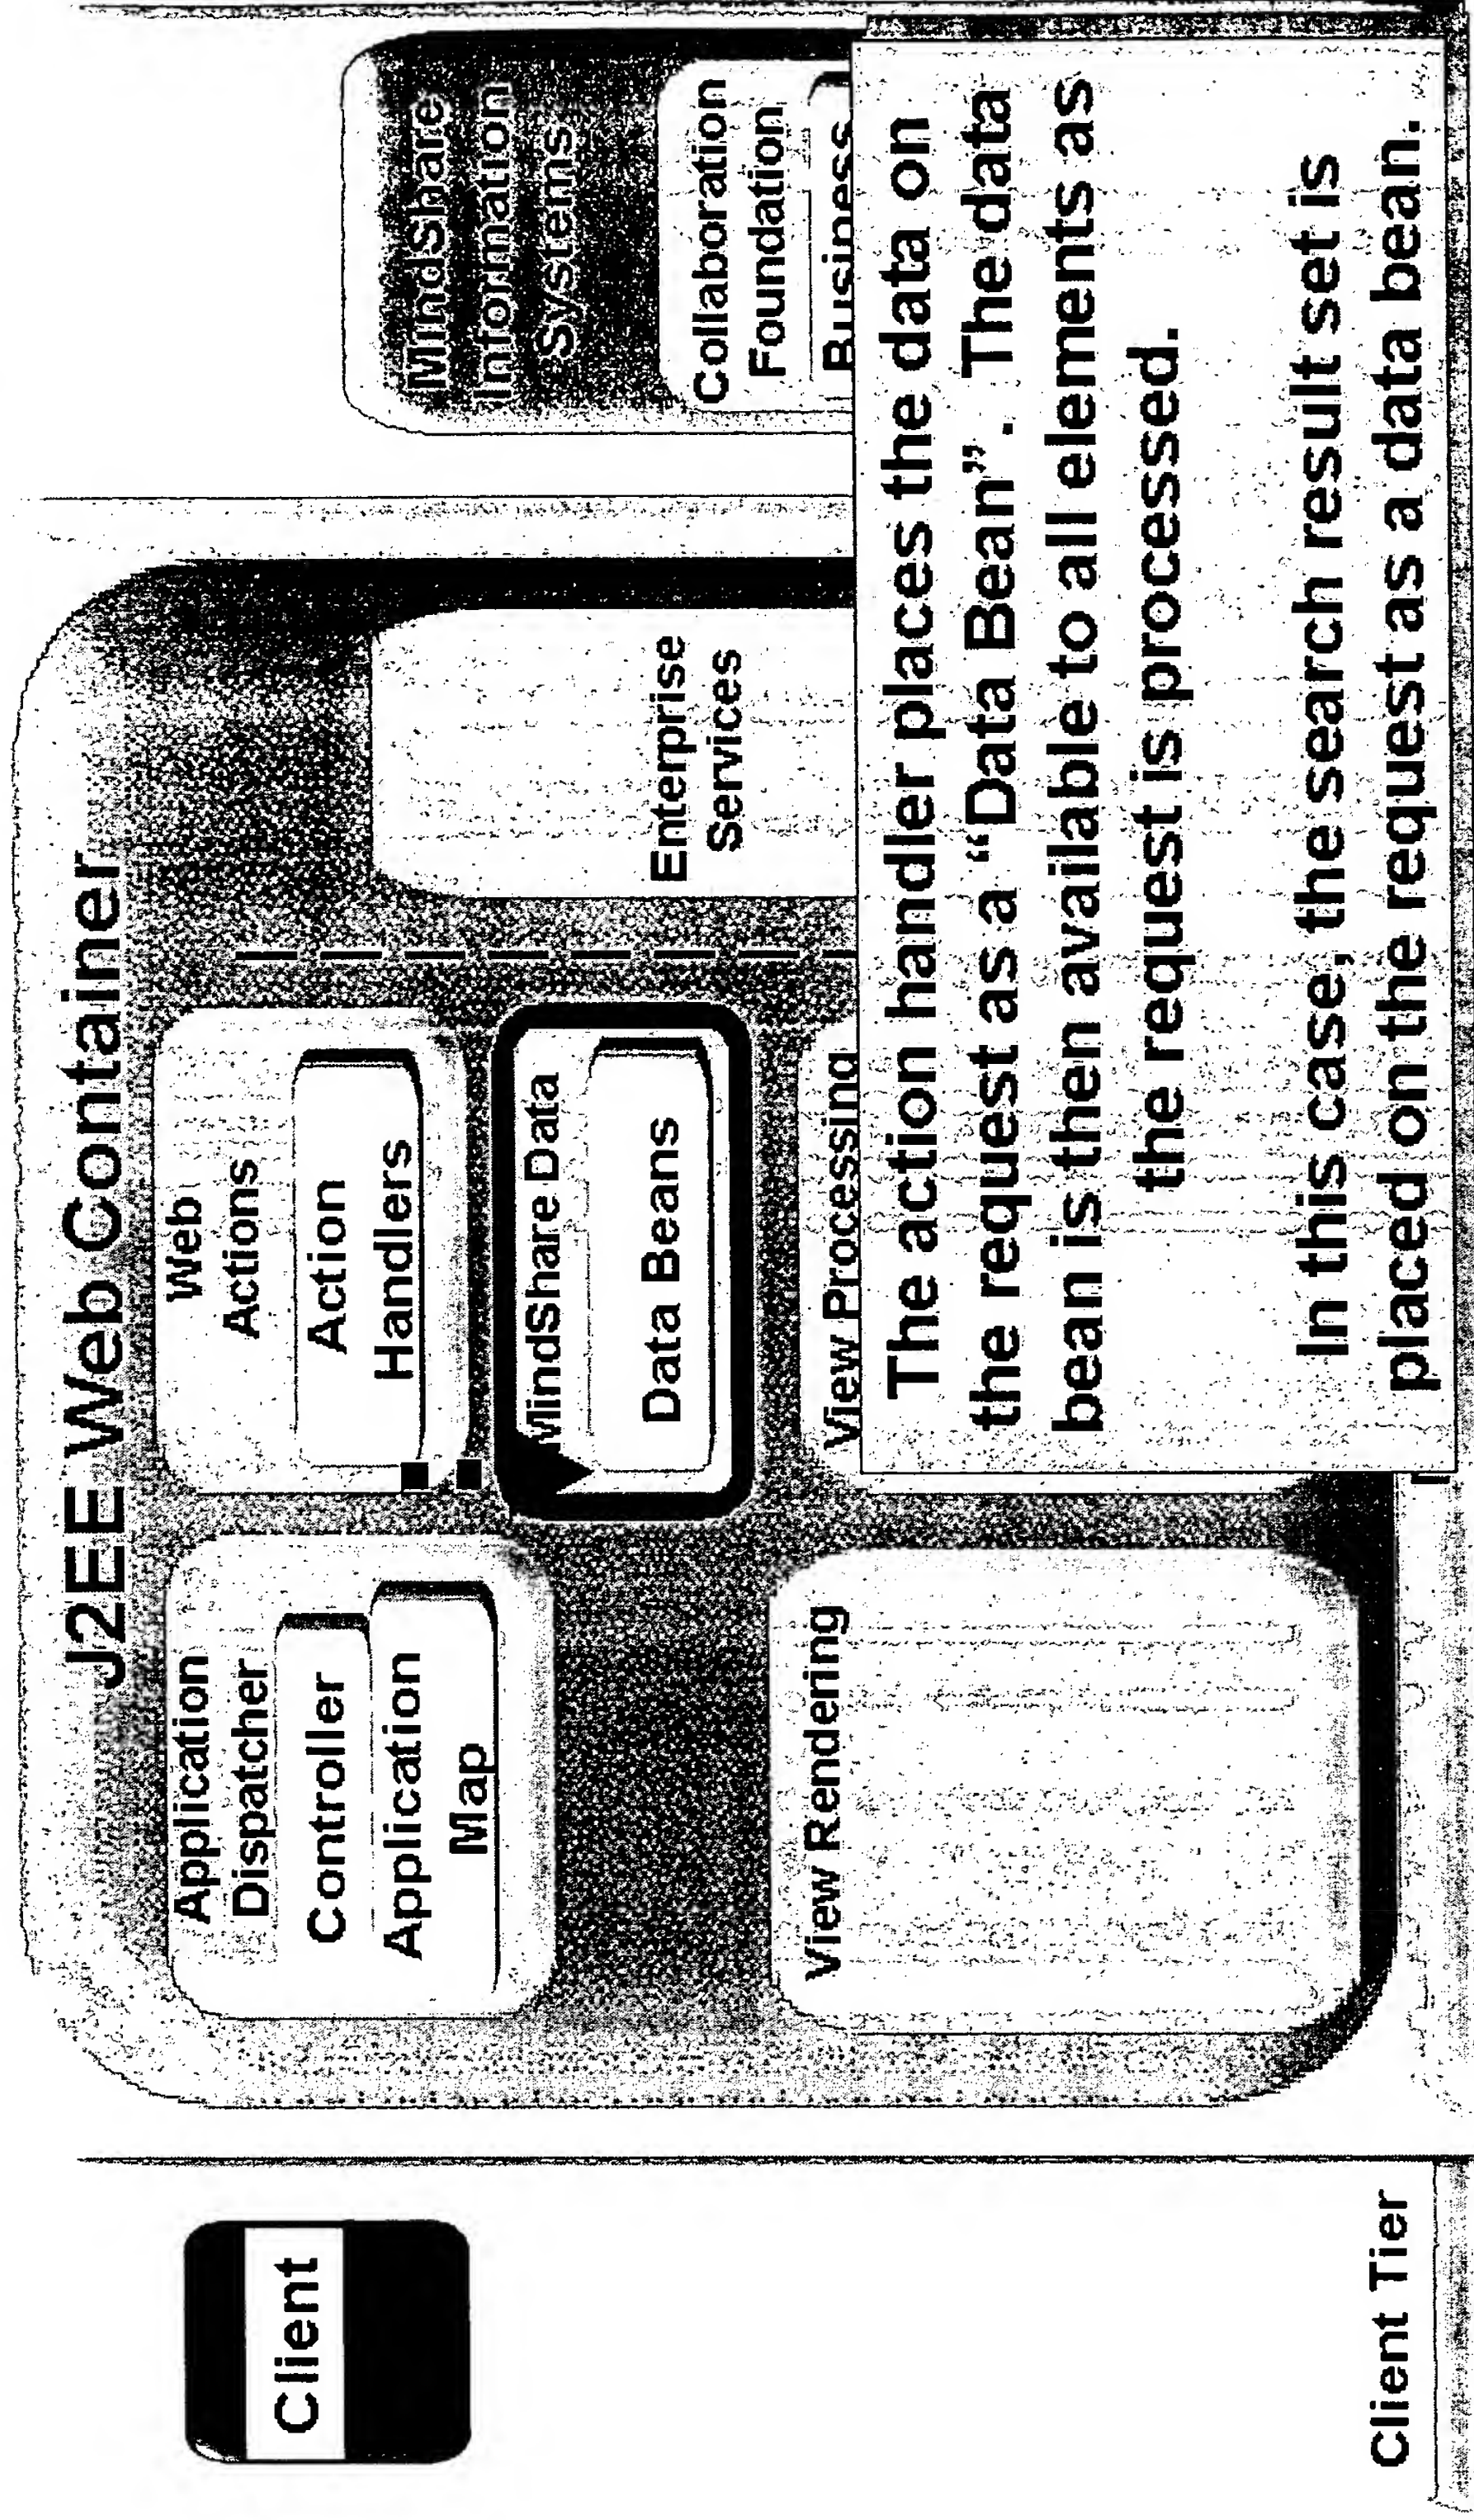 J2EE Web Container
Client
Application
Dispatcher
Controller
Application
Map
Web
Actions
Action
Handlers
MindShare Data
Data Beans
Enterprise
Services
MindShare
Information
Systems
Collaboration
Foundation
Business
View Rendering
View Processing
The action handler places the data on
the request as a “Data Bean”. The data
bean is then available to all elements as
the request is processed.
In this case, the search result set is
placed on the request as a data bean.
Client Tier